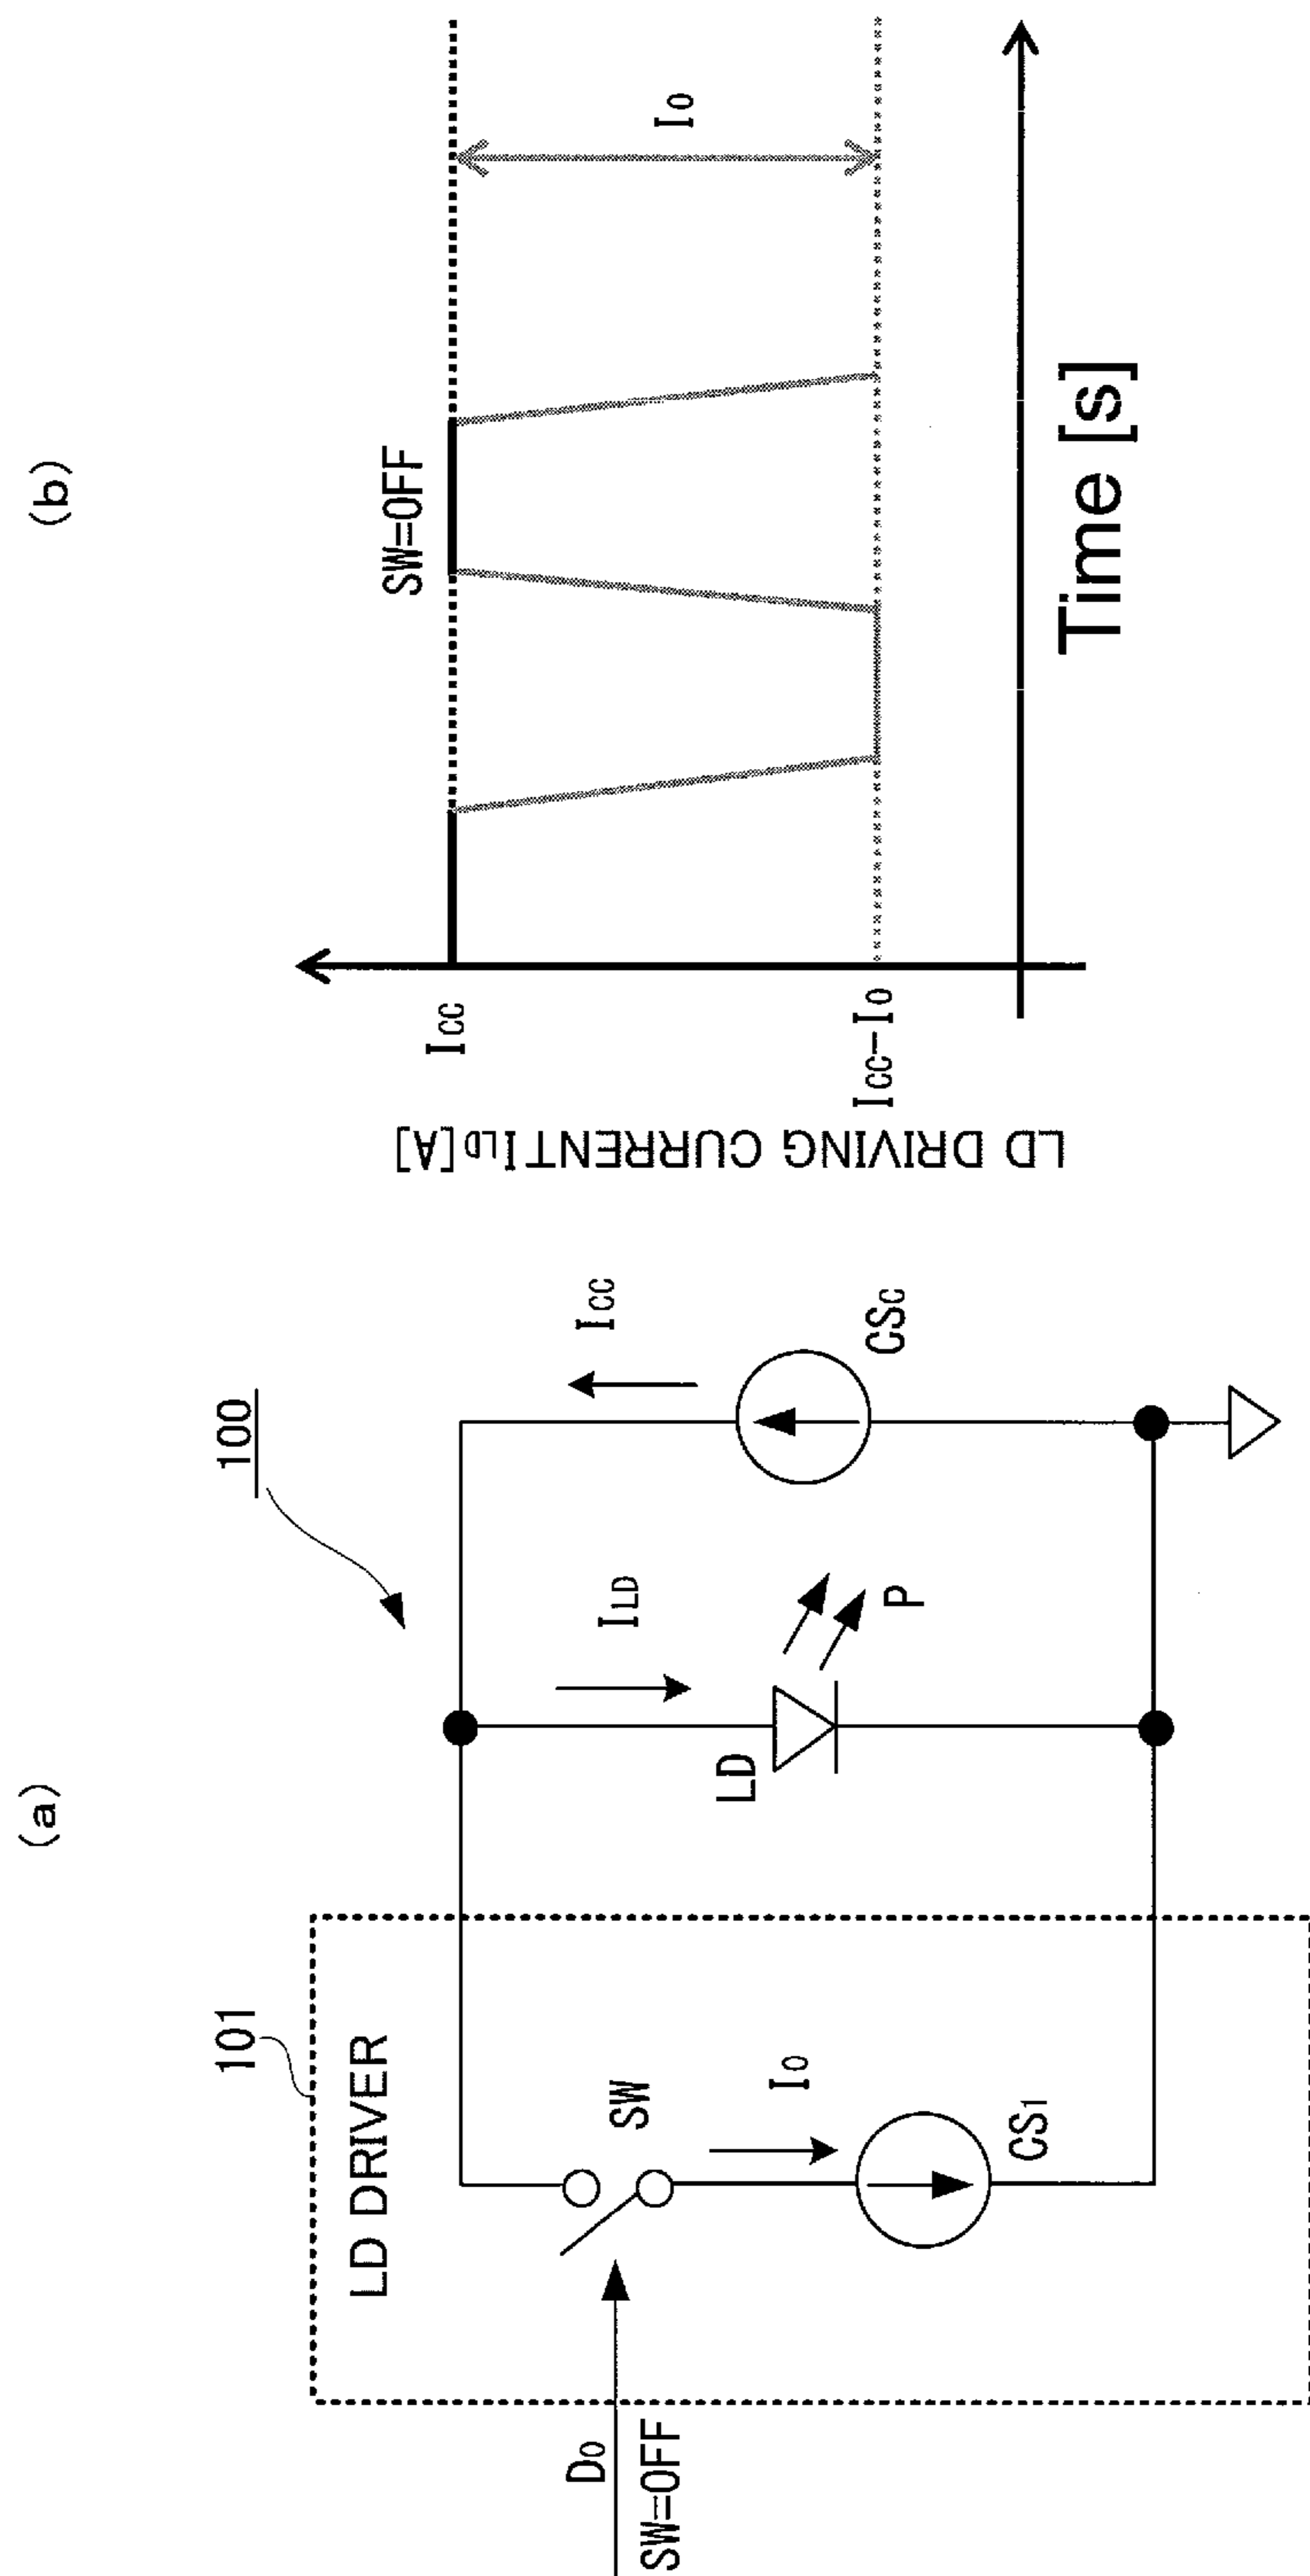 (a)
100
101
LD DRIVER
D0
SW=OFF
SW
I0
CS1
ILD
LD
P
ICC
CSC
(b)
LD DRIVING CURRENT ILD [A]
ICC
ICC-I0
SW=OFF
I0
Time [s]